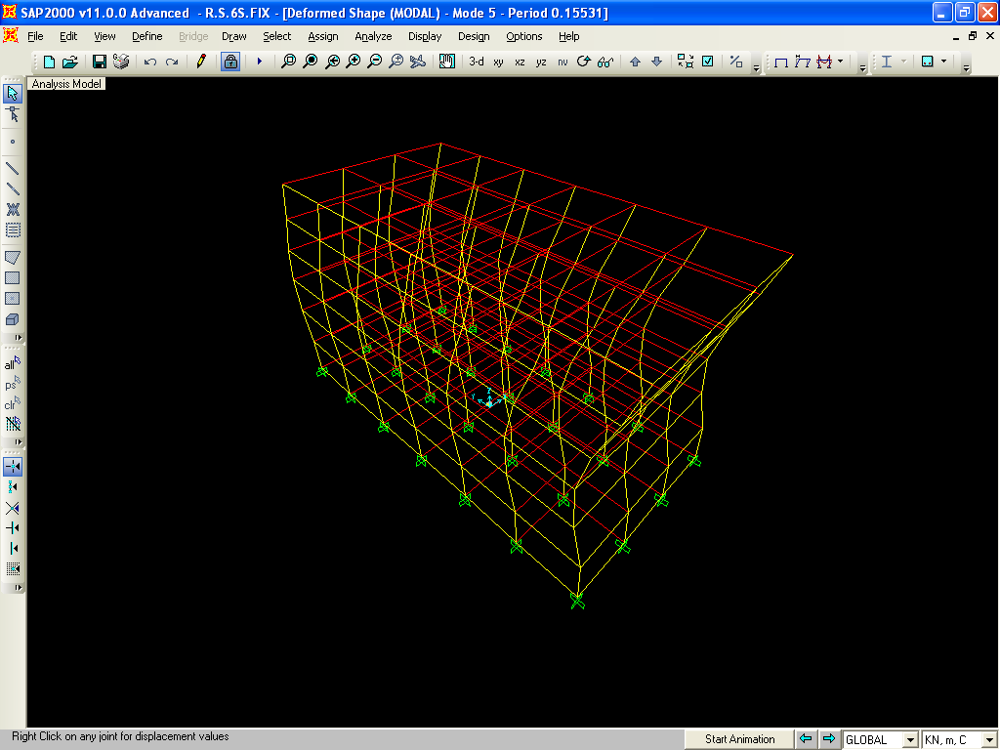 SAP2000 v11.0.0 Advanced - R.S.6S.FIX - [Deformed Shape (MODAL) - Mode 5 - Period 0.15531]
File Edit View Define Bridge Draw Select Assign Analyze Display Design Options Help
3-d xy xz yz nv
Analysis Model
all
ps
clr
Right Click on any joint for displacement values
Start Animation
GLOBAL
KN, m, C